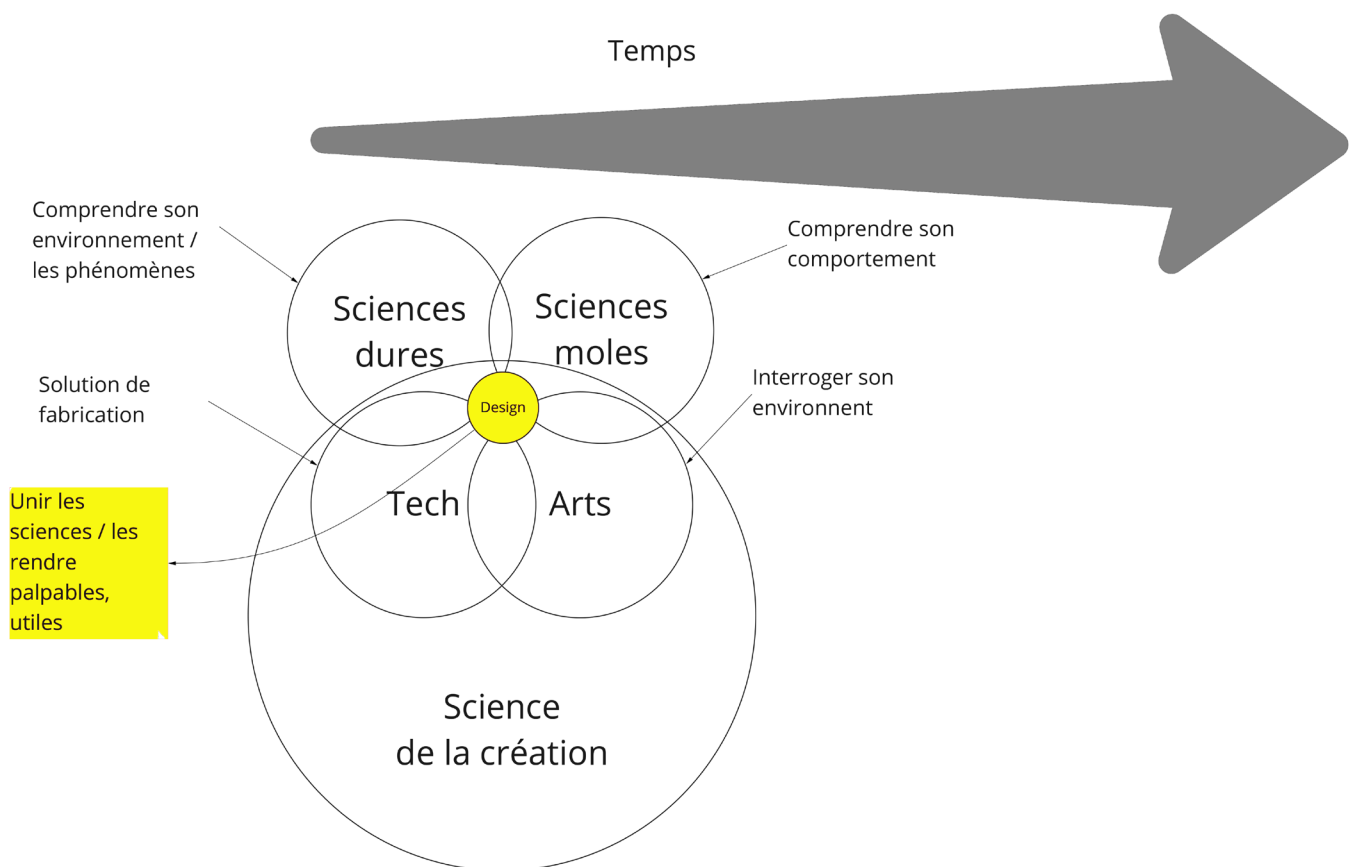 Temps
Comprendre son
environnement /
les phénomènes
Comprendre son
comportement
Sciences
dures
Sciences
moles
Solution de
fabrication
Interroger son
environnent
Design
Unir les
sciences / les
rendre
palpables,
utiles
Tech
Arts
Science
de la création